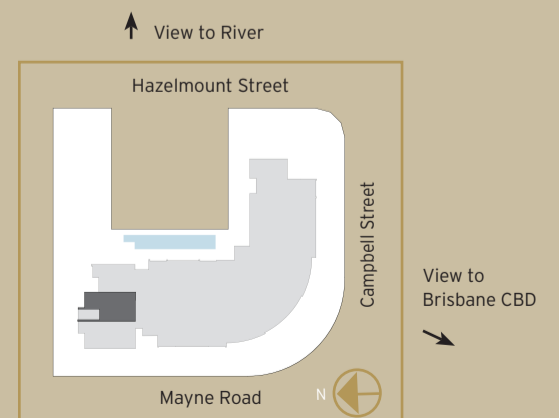 View to River
Hazelmount Street
Campbell Street
View to
Brisbane CBD
Mayne Road
N